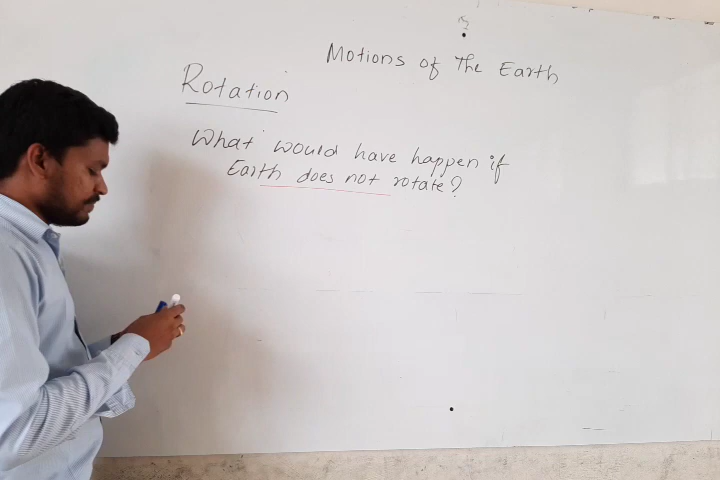 Motions of The Earth
Rotation
What would have happen if
Earth does not rotate?